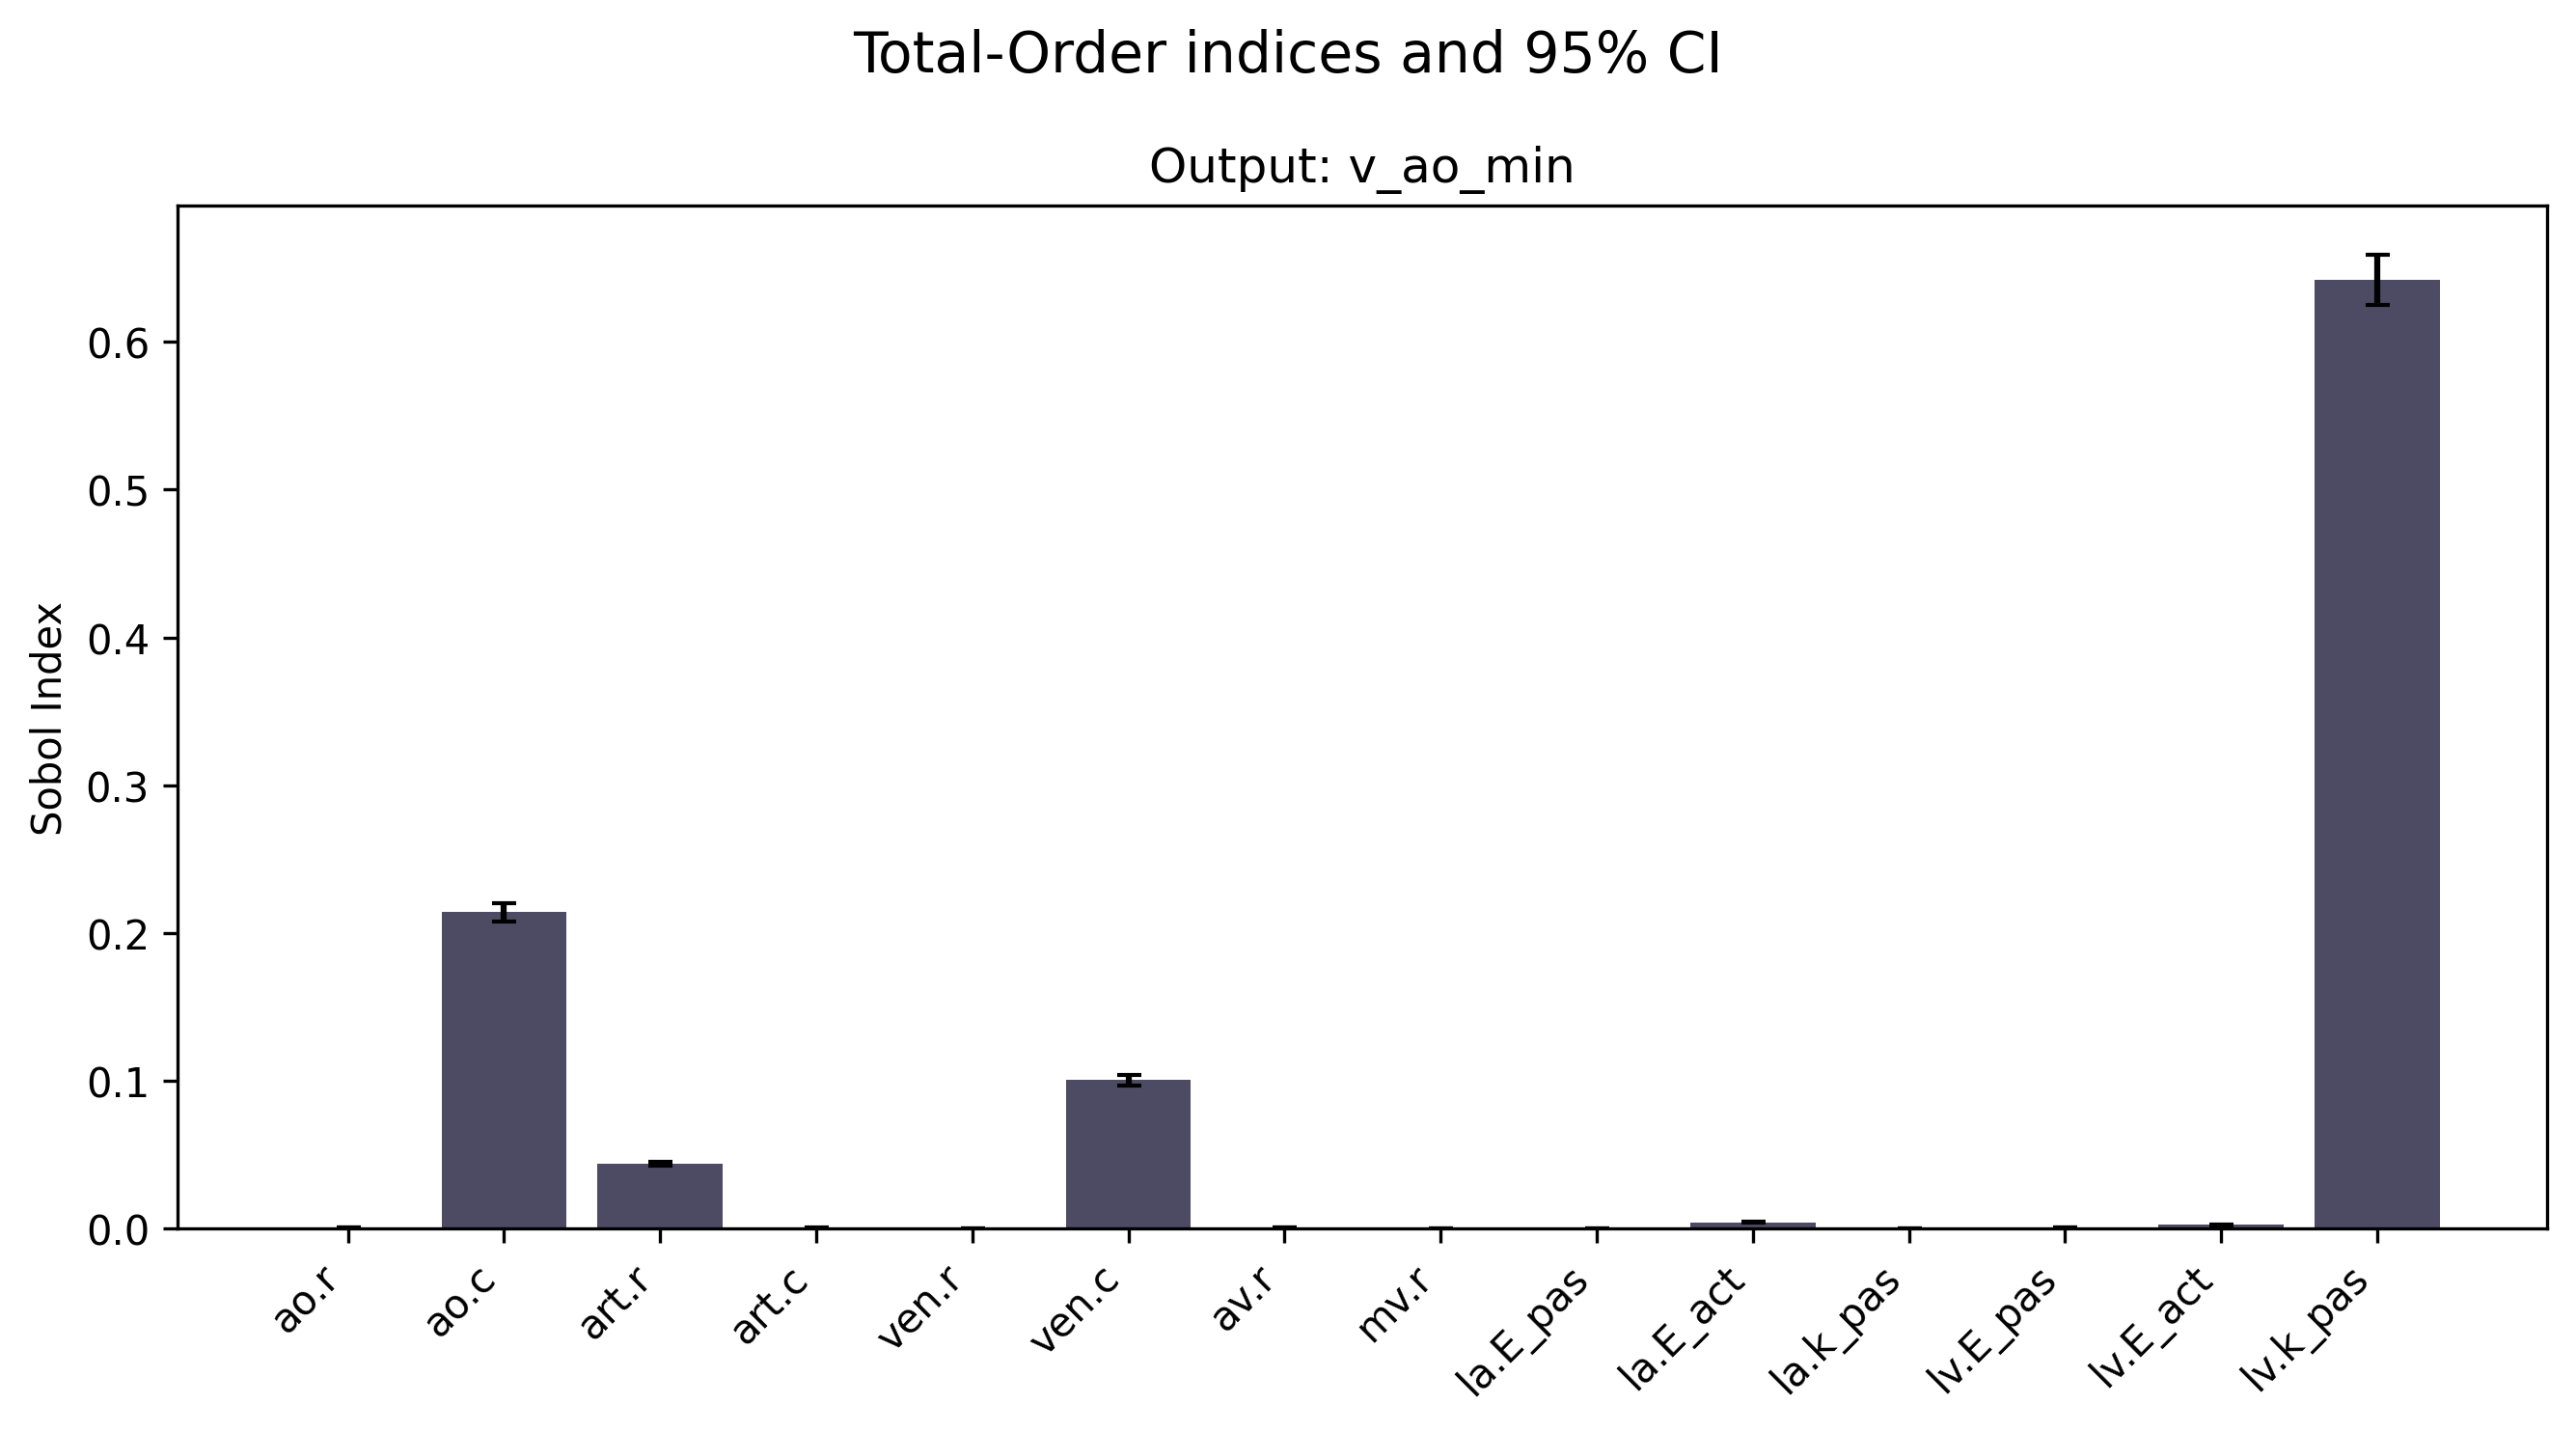 Total-Order indices and 95% CI
Output: v_ao_min
Sobol Index
0.6
0.5
0.4
0.3
0.2
0.1
0.0
ao.r
ao.c
art.r
art.c
ven.r
ven.c
av.r
mv.r
la.E_pas
la.E_act
la.k_pas
lv.E_pas
lv.E_act
lv.k_pas